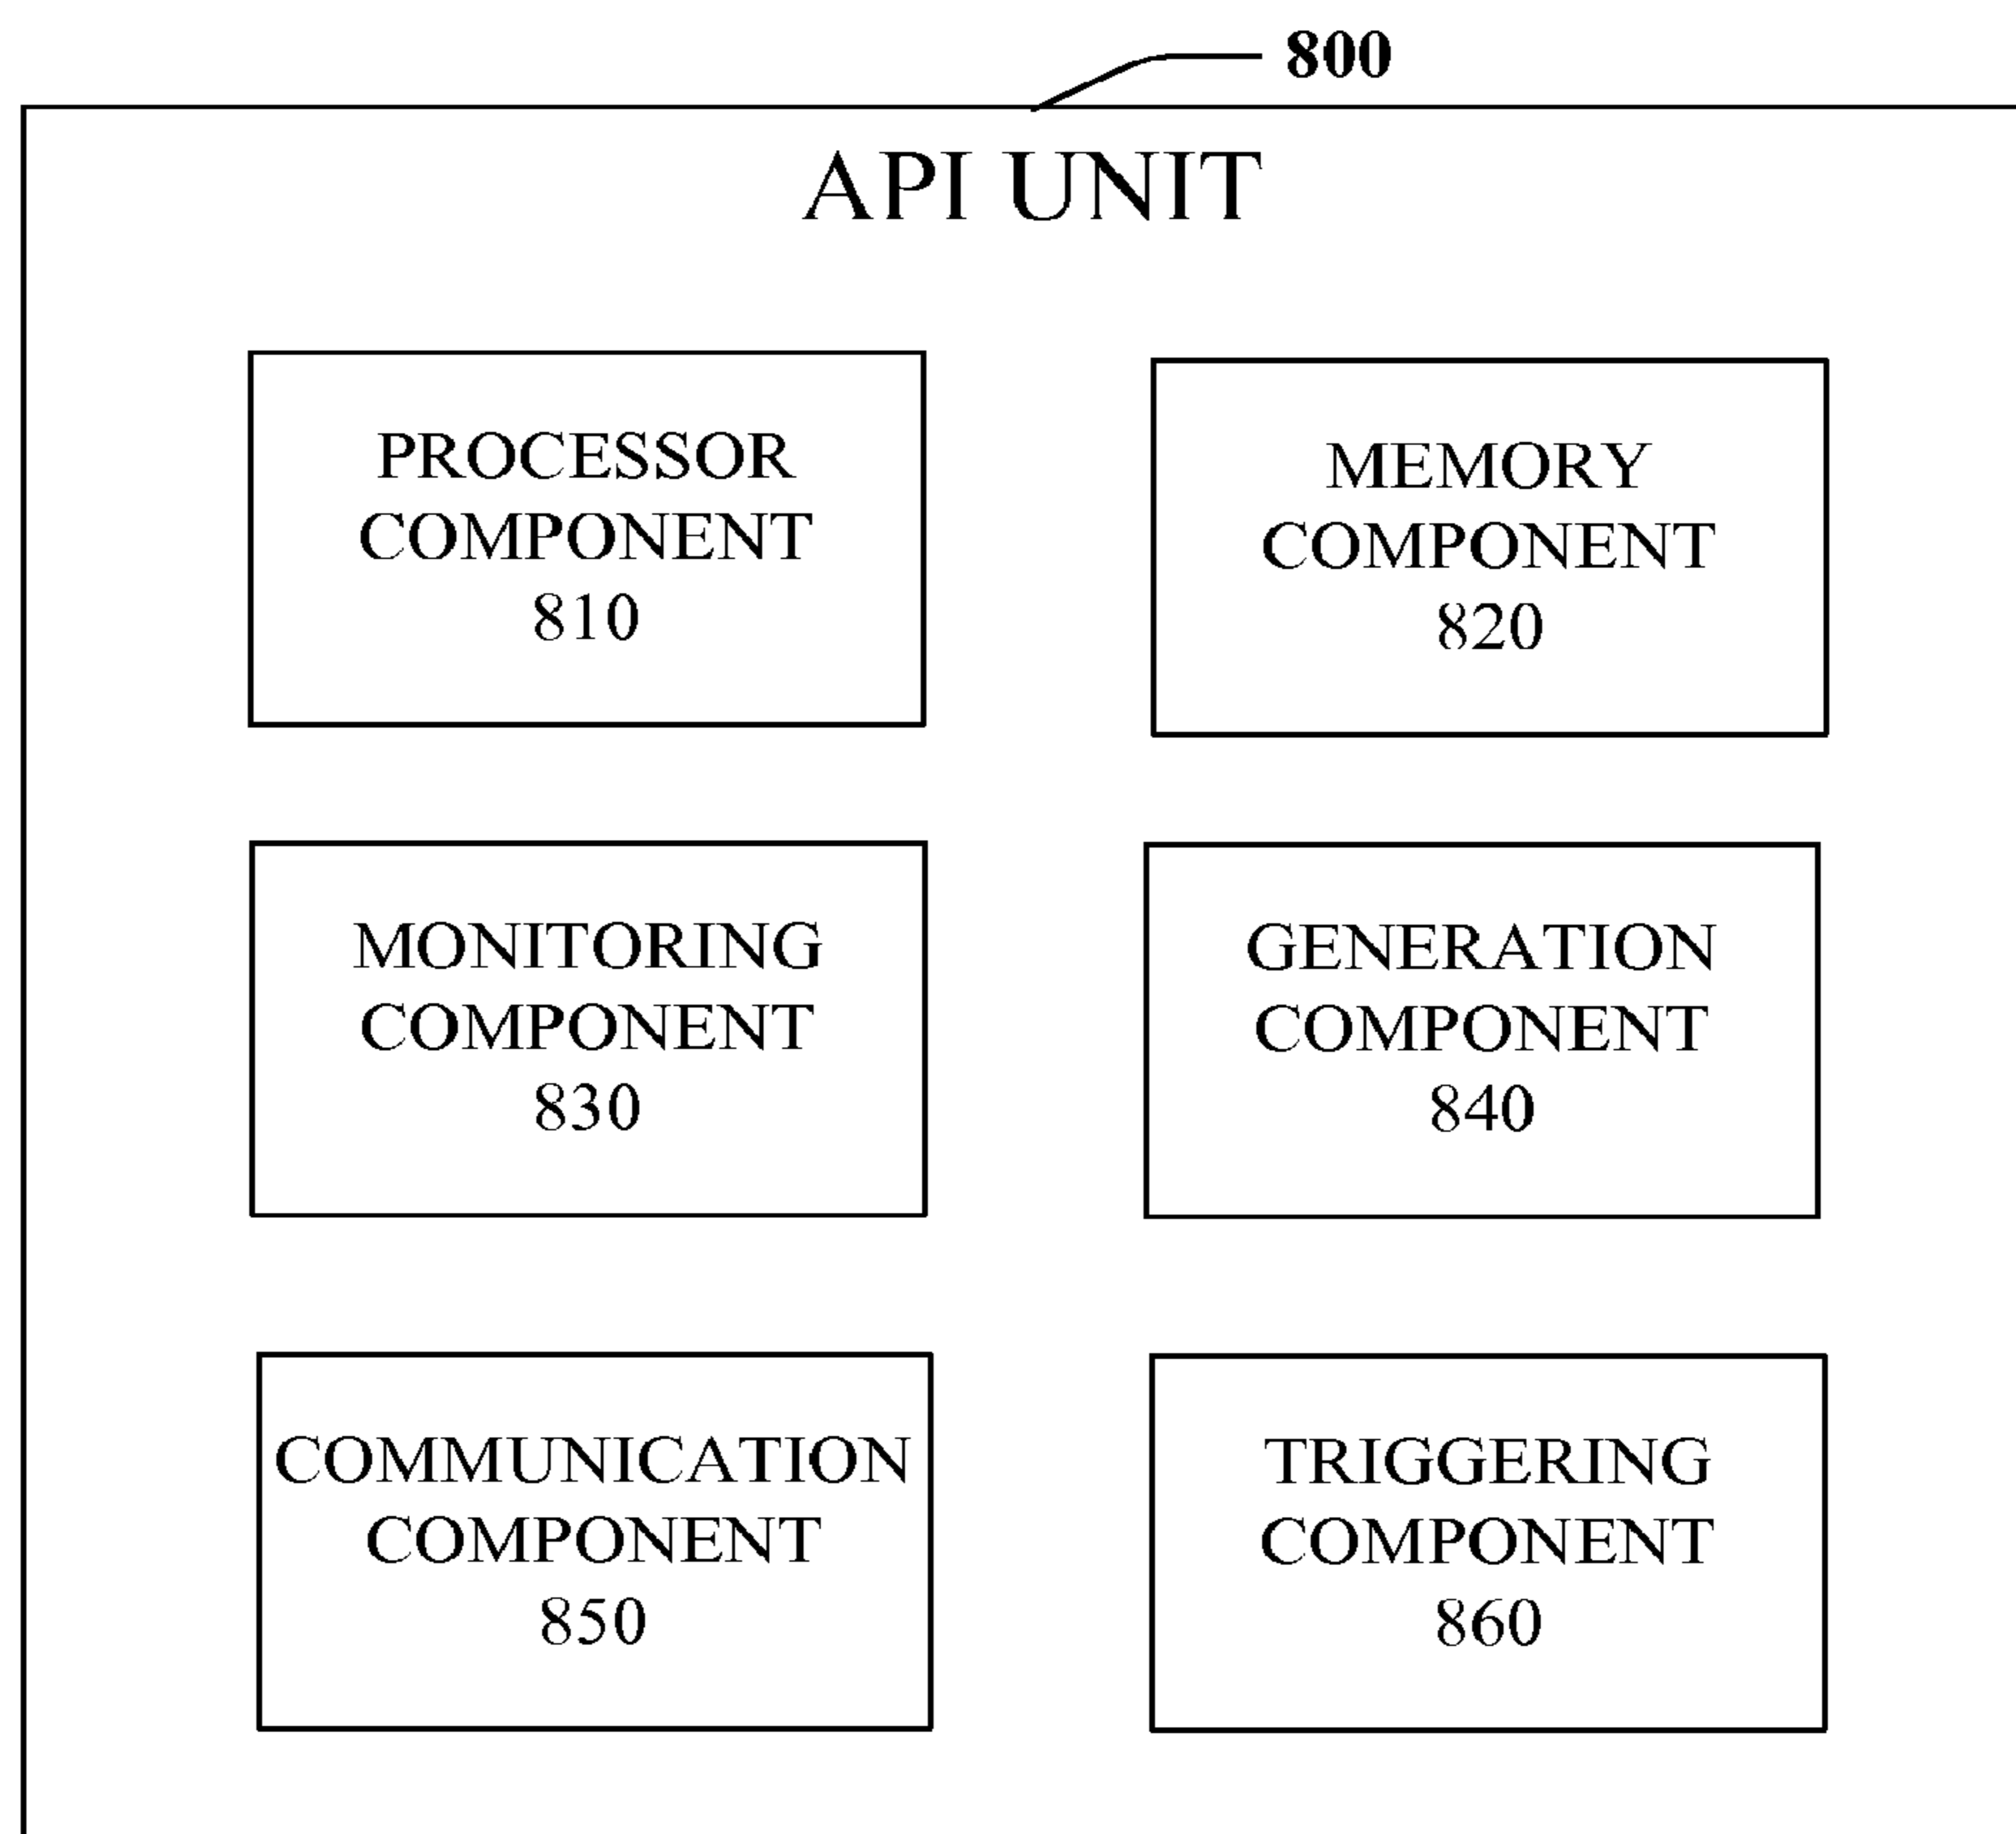 800
API UNIT
PROCESSOR
COMPONENT
810
MEMORY
COMPONENT
820
MONITORING
COMPONENT
830
GENERATION
COMPONENT
840
COMMUNICATION
COMPONENT
850
TRIGGERING
COMPONENT
860